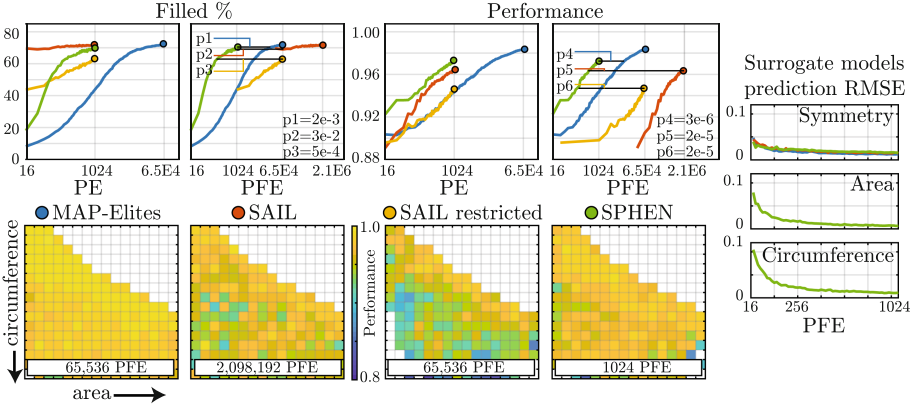 Filled %
Performance
80
60
40
20
0
16
1024
6.5E4
PE
p1
p2
p3
p1=2e-3
p2=3e-2
p3=5e-4
16
1024
6.5E4
2.1E6
PFE
1.00
0.96
0.92
0.88
16
1024
6.5E4
PE
p4
p5
p6
p4=3e-6
p5=2e-5
p6=2e-5
16
1024
6.5E4
2.1E6
PFE
Surrogate models
prediction RMSE
0.1
Symmetry
0
0.1
Area
0
0.1
Circumference
0
16
256
1024
PFE
MAP-Elites
SAIL
SAIL restricted
SPHEN
circumference
area
65,536 PFE
2,098,192 PFE
1.0
Performance
0.8
65,536 PFE
1024 PFE